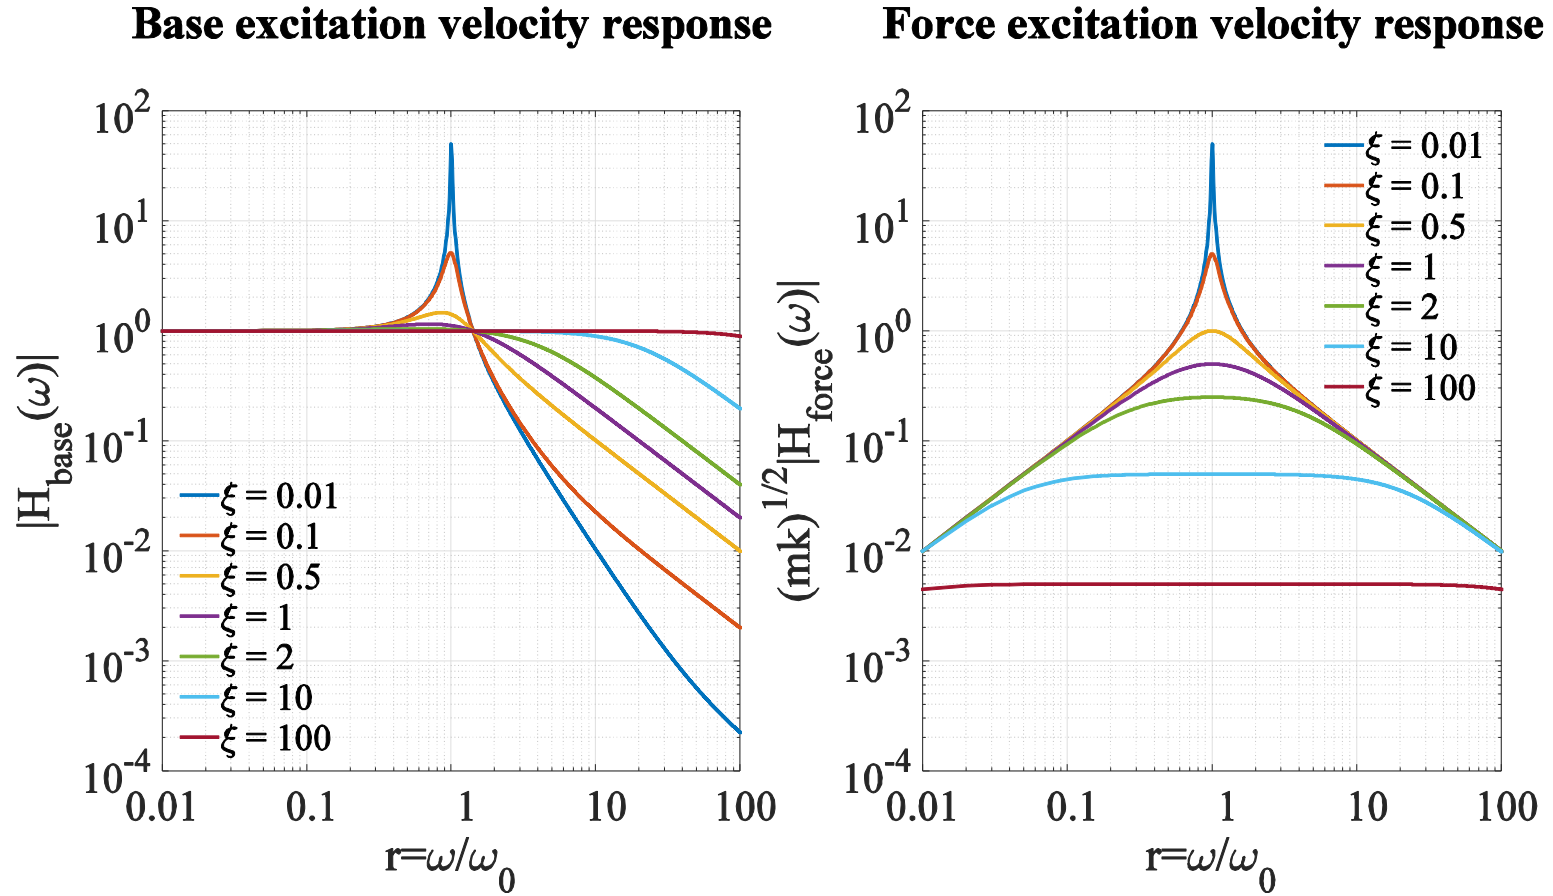 Base excitation velocity response
|H_base(ω)|
10^2
10^1
10^0
10^-1
10^-2
10^-3
10^-4
ξ = 0.01
ξ = 0.1
ξ = 0.5
ξ = 1
ξ = 2
ξ = 10
ξ = 100
0.01 0.1 1 10 100
r=ω/ω_0
Force excitation velocity response
(mk)^1/2|H_force(ω)|
10^2
10^1
10^0
10^-1
10^-2
10^-3
10^-4
ξ = 0.01
ξ = 0.1
ξ = 0.5
ξ = 1
ξ = 2
ξ = 10
ξ = 100
0.01 0.1 1 10 100
r=ω/ω_0